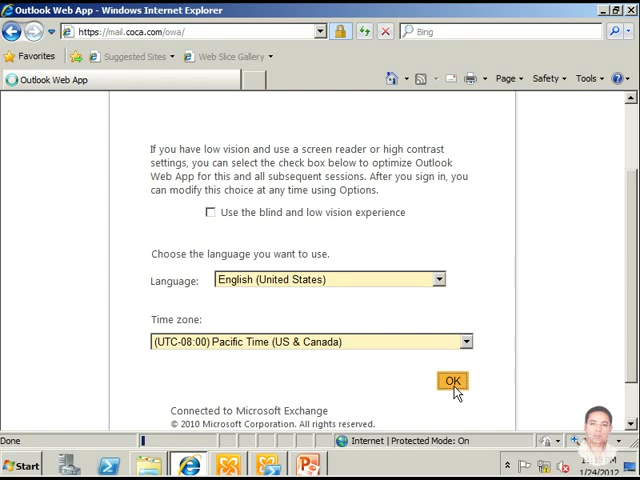 Outlook Web App - Windows Internet Explorer
https://mail.coca.com/owa/
Bing
Favorites
Suggested Sites
Web Slice Gallery
Outlook Web App
Page
Safety
Tools
If you have low vision and use a screen reader or high contrast
settings, you can select the check box below to optimize Outlook
Web App for this and all subsequent sessions. After you sign in, you
can modify this choice at any time using Options.
Use the blind and low vision experience
Choose the language you want to use.
Language:
English (United States)
Time zone:
(UTC-08:00) Pacific Time (US & Canada)
OK
Connected to Microsoft Exchange
© 2010 Microsoft Corporation. All rights reserved.
Done
Internet | Protected Mode: On
Start
1/24/2012